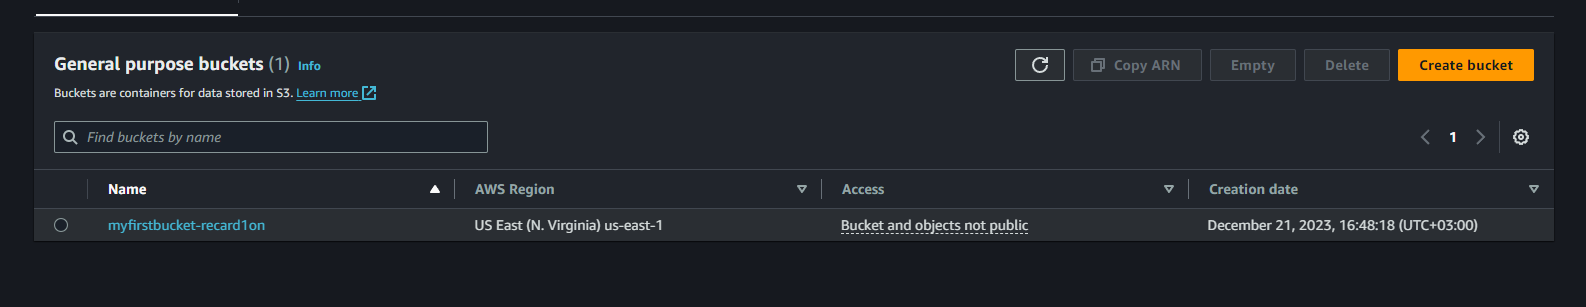 General purpose buckets (1) Info
Copy ARN
Empty
Delete
Create bucket
Buckets are containers for data stored in S3. Learn more
Find buckets by name
1
Name AWS Region Access Creation date
myfirstbucket-recard1on US East (N. Virginia) us-east-1 Bucket and objects not public December 21, 2023, 16:48:18 (UTC+03:00)